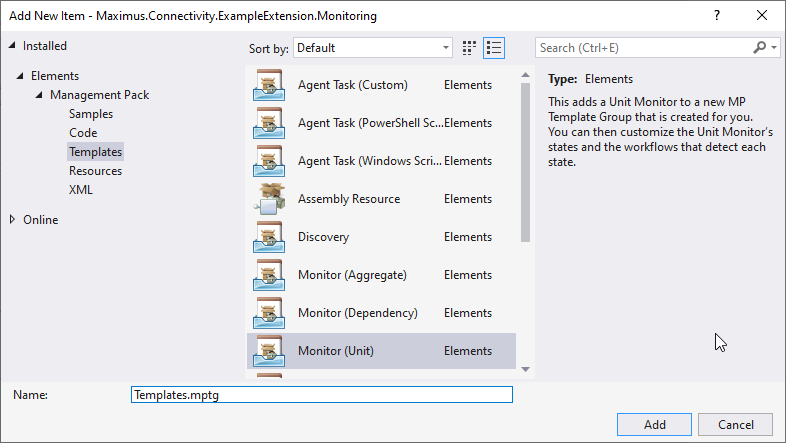 Add New Item - Maximus.Connectivity.ExampleExtension.Monitoring
?
Installed
Sort by:
Default
Search (Ctrl+E)
Elements
Management Pack
Samples
Code
Templates
Resources
XML
Online
Agent Task (Custom) Elements
Agent Task (PowerShell Sc... Elements
Agent Task (Windows Scri... Elements
Assembly Resource Elements
Discovery Elements
Monitor (Aggregate) Elements
Monitor (Dependency) Elements
Monitor (Unit) Elements
Type: Elements
This adds a Unit Monitor to a new MP
Template Group that is created for you.
You can then customize the Unit Monitor's
states and the workflows that detect each
state.
Name:
Templates.mptg
Add
Cancel